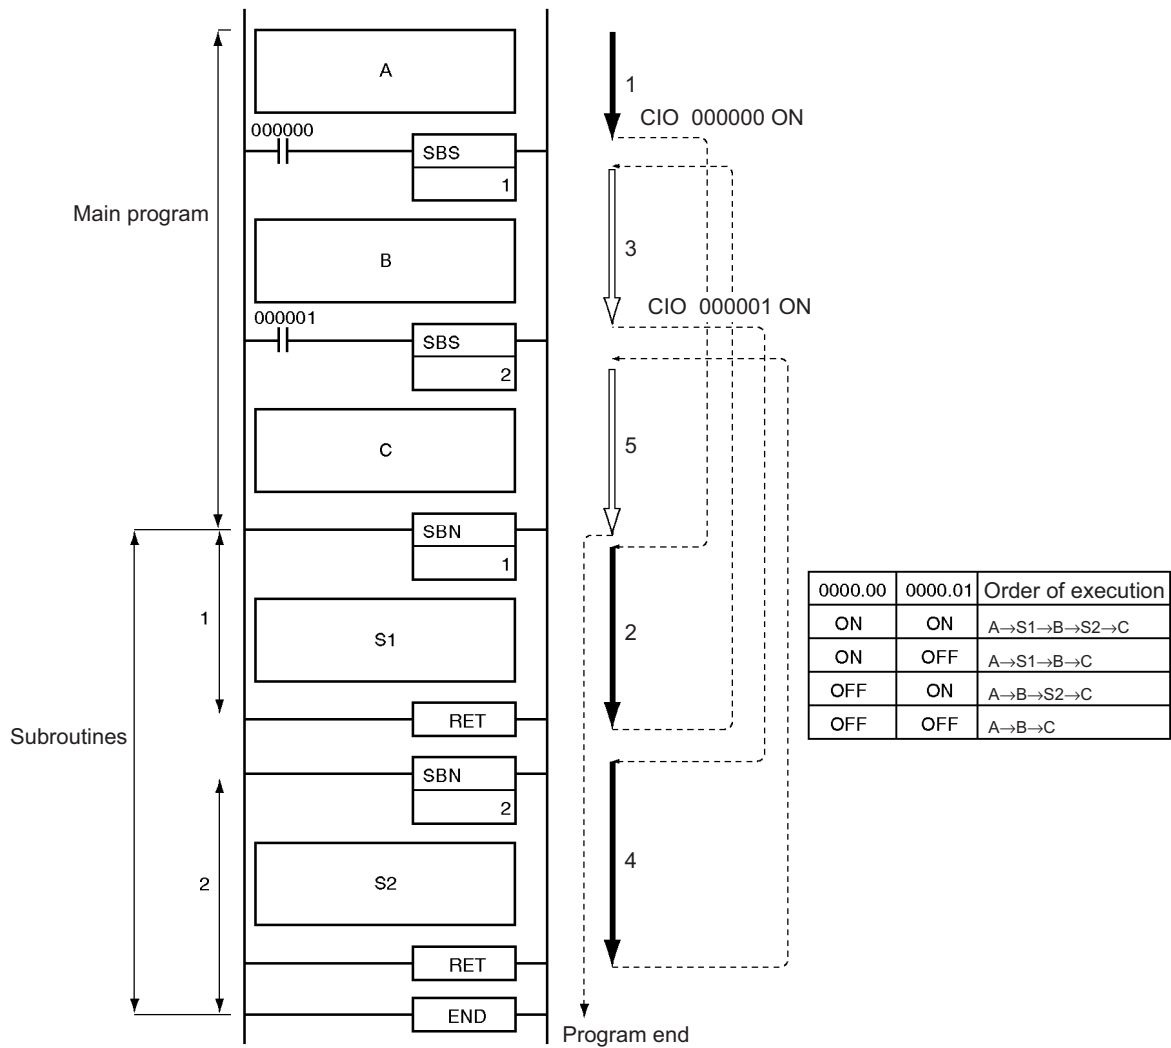 A
1
CIO 000000 ON
000000
SBS
1
Main program
3
B
CIO 000001 ON
000001
SBS
2
5
C
SBN
1
0000.00 0000.01 Order of execution
ON ON A→S1→B→S2→C
ON OFF A→S1→B→C
OFF ON A→B→S2→C
OFF OFF A→B→C
1
S1
2
RET
Subroutines
SBN
2
4
2
S2
RET
END
Program end